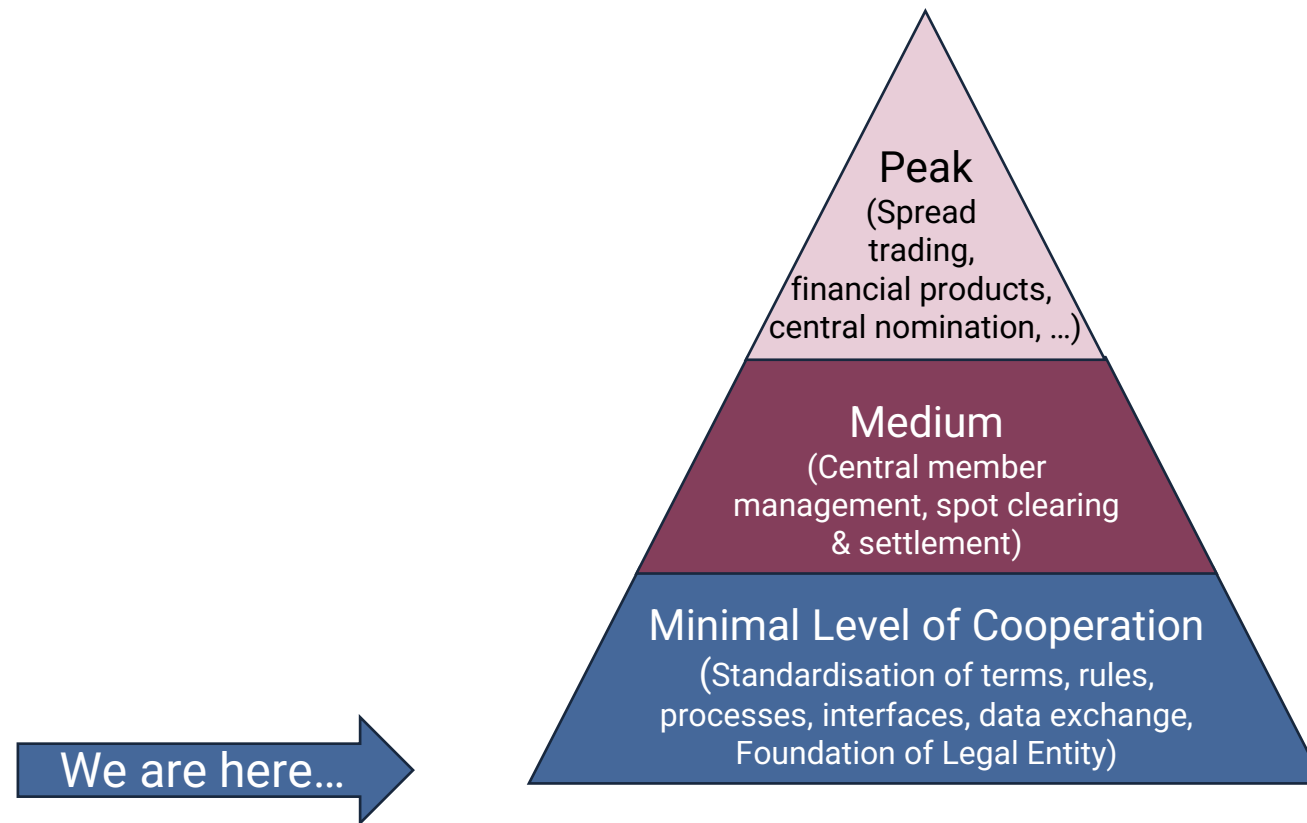 Peak
(Spread
trading,
financial products,
central nomination, …)
Medium
(Central member
management, spot clearing
& settlement)
Minimal Level of Cooperation
(Standardisation of terms, rules,
processes, interfaces, data exchange,
Foundation of Legal Entity)
We are here…